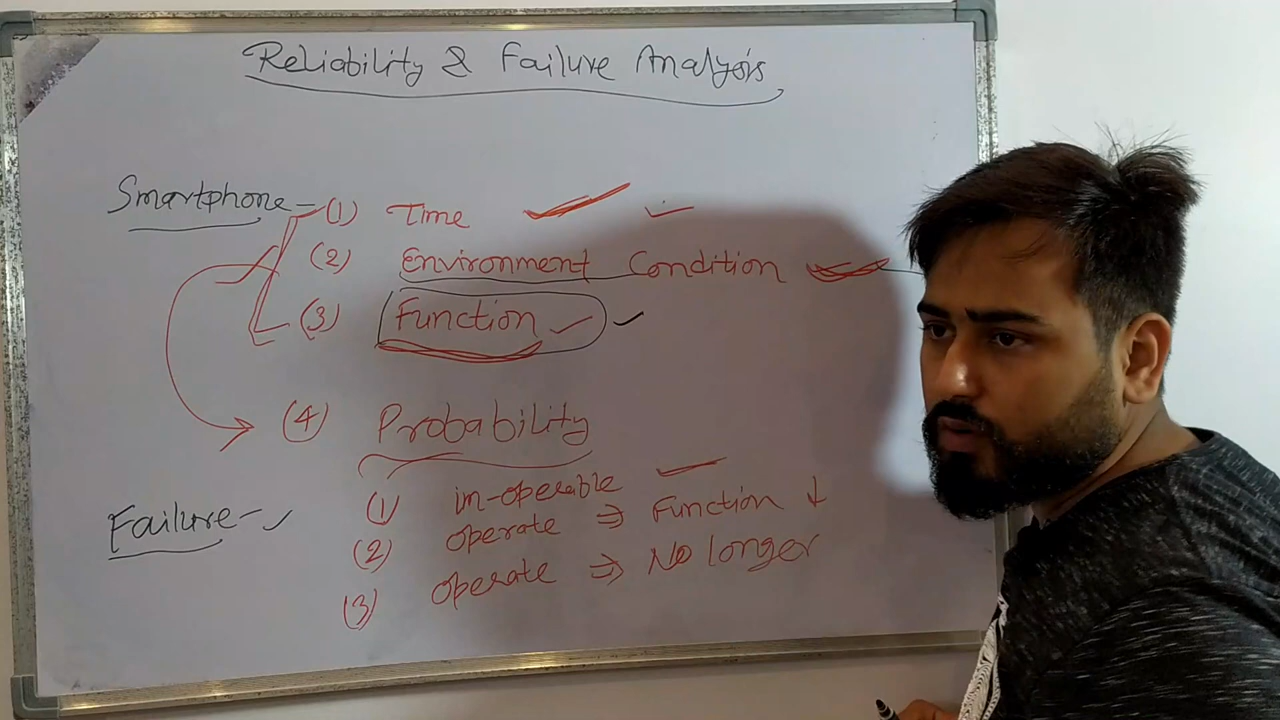 Reliability & Failure Analysis
Smartphone - (1) Time
(2) Environment Condition
(3) Function
(4) Probability
Failure - (1) in-operable
(2) operate ⇒ Function ↓
(3) operate ⇒ No longer